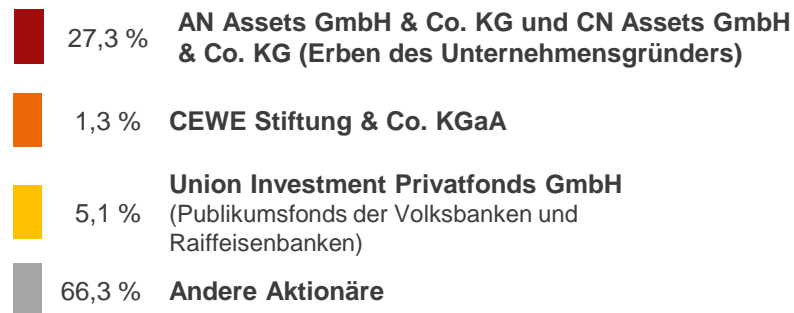 27,3 % AN Assets GmbH & Co. KG und CN Assets GmbH
& Co. KG (Erben des Unternehmensgründers)
1,3 % CEWE Stiftung & Co. KGaA
Union Investment Privatfonds GmbH
5,1 % (Publikumsfonds der Volksbanken und
Raiffeisenbanken)
66,3 % Andere Aktionäre